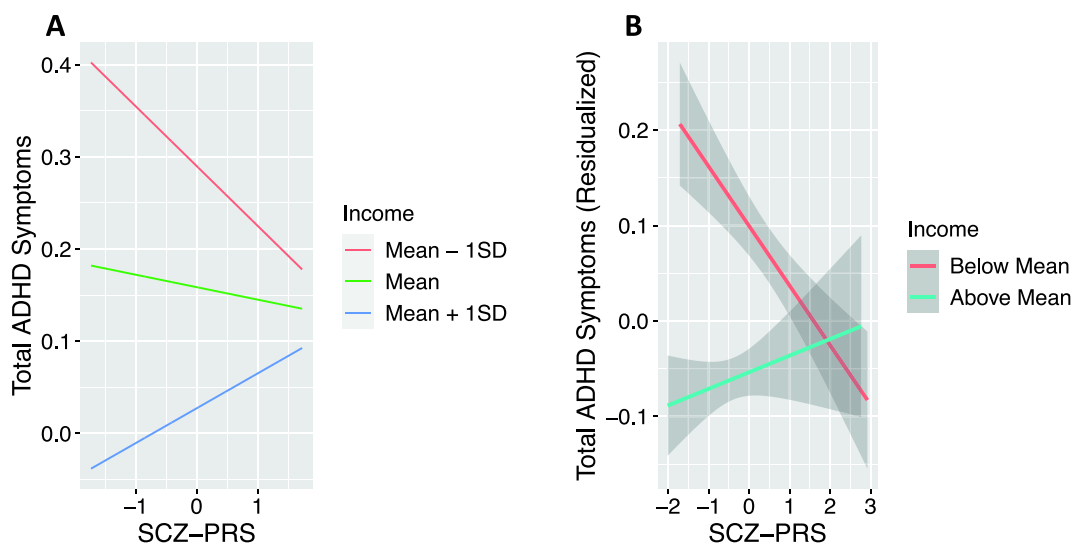 A
Total ADHD Symptoms
0.4
0.3
0.2
0.1
0.0
−1
0
1
SCZ−PRS
Income
Mean − 1SD
Mean
Mean + 1SD
B
Total ADHD Symptoms (Residualized)
0.2
0.1
0.0
−0.1
−2
−1
0
1
2
3
SCZ−PRS
Income
Below Mean
Above Mean